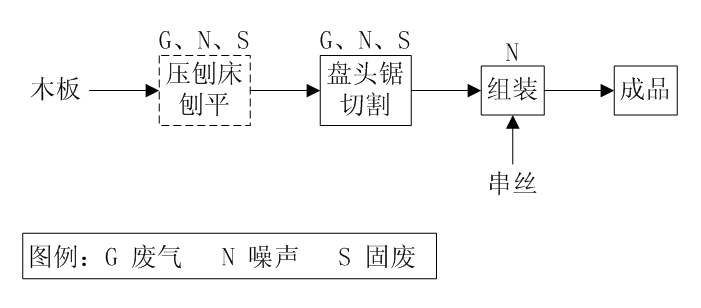 G、N、S
G、N、S
N
木板
压刨床
刨平
盘头锯
切割
组装
成品
串丝
图例：G 废气 N 噪声 S 固废